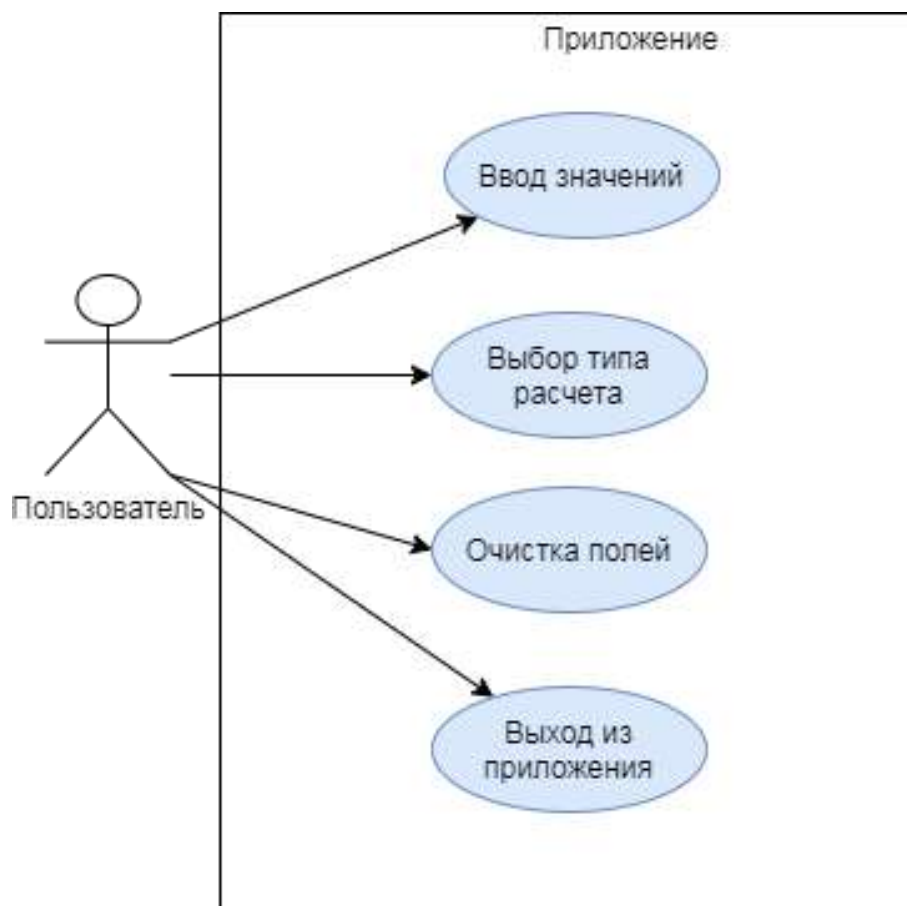 Приложение
Ввод значений
Выбор типа
расчета
Пользователь
Очистка полей
Выход из
приложения